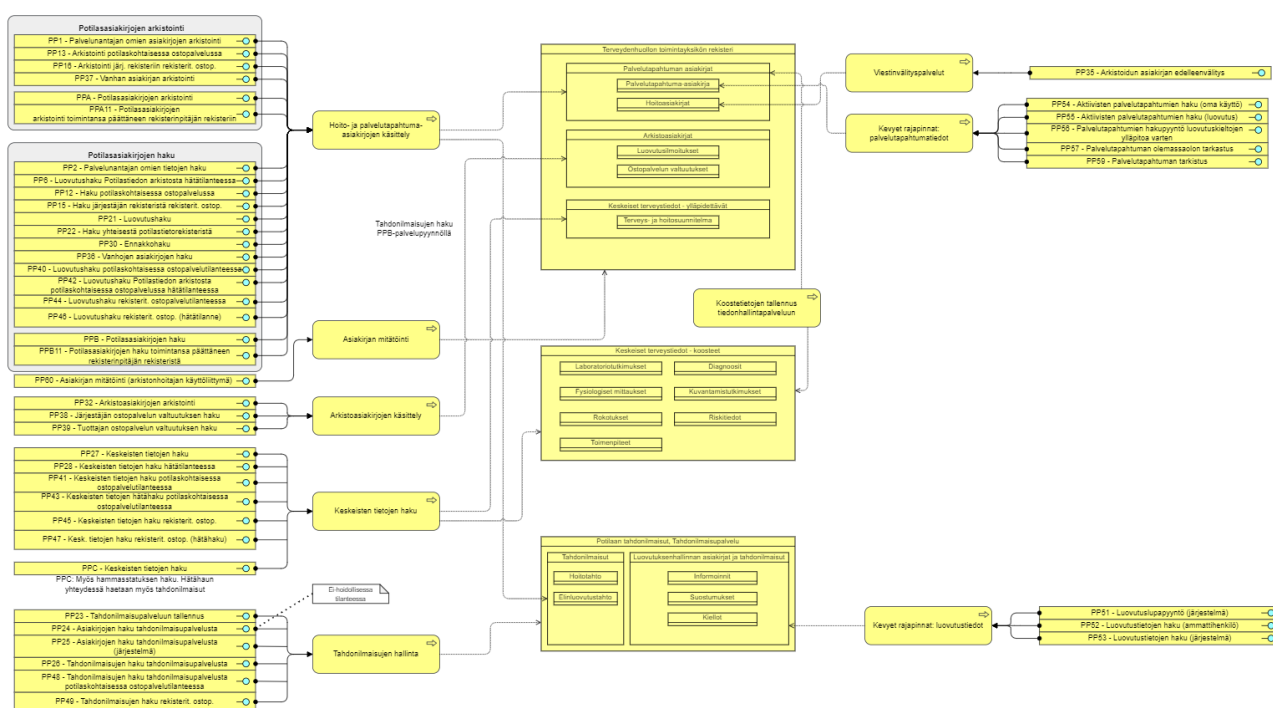 Potilasasiakirjojen arkistointi
PP1 - Palvelunantajan omien asiakirjojen arkistointi
PP13 - Arkistointi potilaskohtaisessa ostopalvelussa
PP16 - Arkistointi järj. rekisteriin rekisterit. ostop.
PP37 - Vanhan asiakirjan arkistointi
PPA - Potilasasiakirjojen arkistointi
PPA11 - Potilasasiakirjojen
arkistointi toimintansa päättäneen rekisterinpitäjän rekisteriin
Potilasasiakirjojen haku
PP2 - Palvelunantajan omien tietojen haku
PP6 - Luovutushaku Potilastiedon arkistosta hätätilanteessa
PP12 - Haku potilaskohtaisessa ostopalvelussa
PP15 - Haku järjestäjän rekisteristä rekisterit. ostop.
PP21 - Luovutushaku
PP22 - Haku yhteisestä potilastietorekisteristä
PP30 - Ennakkohaku
PP36 - Vanhojen asiakirjojen haku
PP40 - Luovutushaku potilaskohtaisessa ostopalvelutilanteessa
PP42 - Luovutushaku Potilastiedon arkistosta
potilaskohtaisessa ostopalvelussa hätätilanteessa
PP44 - Luovutushaku rekisterit. ostopalvelutilanteessa
PP46 - Luovutushaku rekisterit. ostop. (hätätilanne)
PPB - Potilasasiakirjojen haku
PPB11 - Potilasasiakirjojen haku toimintansa päättäneen
rekisterinpitäjän rekisteristä
PP60 - Asiakirjan mitätöinti (arkistonhoitajan käyttöliittymä)
PP32 - Arkistoasiakirjojen arkistointi
PP38 - Järjestäjän ostopalvelun valtuutuksen haku
PP39 - Tuottajan ostopalvelun valtuutuksen haku
PP27 - Keskeisten tietojen haku
PP28 - Keskeisten tietojen haku hätätilanteessa
PP41 - Keskeisten tietojen haku potilaskohtaisessa
ostopalvelutilanteessa
PP43 - Keskeisten tietojen hätähaku potilaskohtaisessa
ostopalvelutilanteessa
PP45 - Keskeisten tietojen haku rekisterit. ostop.
PP47 - Kesk. tietojen haku rekisterit. ostop. (hätähaku)
PPC - Keskeisten tietojen haku
PPC: Myös hammasstatuksen haku. Hätähaun
yhteydessä haetaan myös tahdonilmaisut
PP23 - Tahdonilmaisupalveluun tallennus
PP24 - Asiakirjojen haku tahdonilmaisupalvelusta
PP25 - Asiakirjojen haku tahdonilmaisupalvelusta
(järjestelmä)
PP26 - Tahdonilmaisujen haku tahdonilmaisupalvelusta
PP48 - Tahdonilmaisujen haku tahdonilmaisupalvelusta
potilaskohtaisessa ostopalvelutilanteessa
PP49 - Tahdonilmaisujen haku rekisterit. ostop.
Hoito- ja palvelutapahtuma-
asiakirjojen käsittely
Tahdonilmaisujen haku
PPB-palvelupyynnöllä
Asiakirjan mitätöinti
Arkistoasiakirjojen käsittely
Keskeisten tietojen haku
Ei-hoidollisessa
tilanteessa
Tahdonilmaisujen hallinta
Terveydenhuollon toimintayksikön rekisteri
Palvelutapahtuman asiakirjat
Palvelutapahtuma-asiakirja
Hoitoasiakirjat
Arkistoasiakirjat
Luovutusilmoitukset
Ostopalvelun valtuutukset
Keskeiset terveystiedot - ylläpidettävät
Terveys- ja hoitosuunnitelma
Koostetietojen tallennus
tiedonhallintapalveluun
Keskeiset terveystiedot - koosteet
Laboratoriotutkimukset
Diagnoosit
Fysiologiset mittaukset
Kuvantamistutkimukset
Rokotukset
Riskitiedot
Toimenpiteet
Potilaan tahdonilmaisut, Tahdonilmaisupalvelu
Tahdonilmaisut
Hoitotahto
Elinluovutustahto
Luovutuksenhallinnan asiakirjat ja tahdonilmaisut
Informoinnit
Suostumukset
Kiellot
Viestinvälityspalvelut
Kevyet rajapinnat:
palvelutapahtumatiedot
Kevyet rajapinnat: luovutustiedot
PP35 - Arkistoidun asiakirjan edelleenvälitys
PP54 - Aktiivisten palvelutapahtumien haku (oma käyttö)
PP55 - Aktiivisten palvelutapahtumien haku (luovutus)
PP56 - Palvelutapahtumien hakupyyntö luovutuskieltojen
ylläpitoa varten
PP57 - Palvelutapahtuman olemassaolon tarkastus
PP59 - Palvelutapahtuman tarkistus
PP51 - Luovutuslupapyyntö (järjestelmä)
PP52 - Luovutustietojen haku (ammattihenkilö)
PP53 - Luovutustietojen haku (järjestelmä)